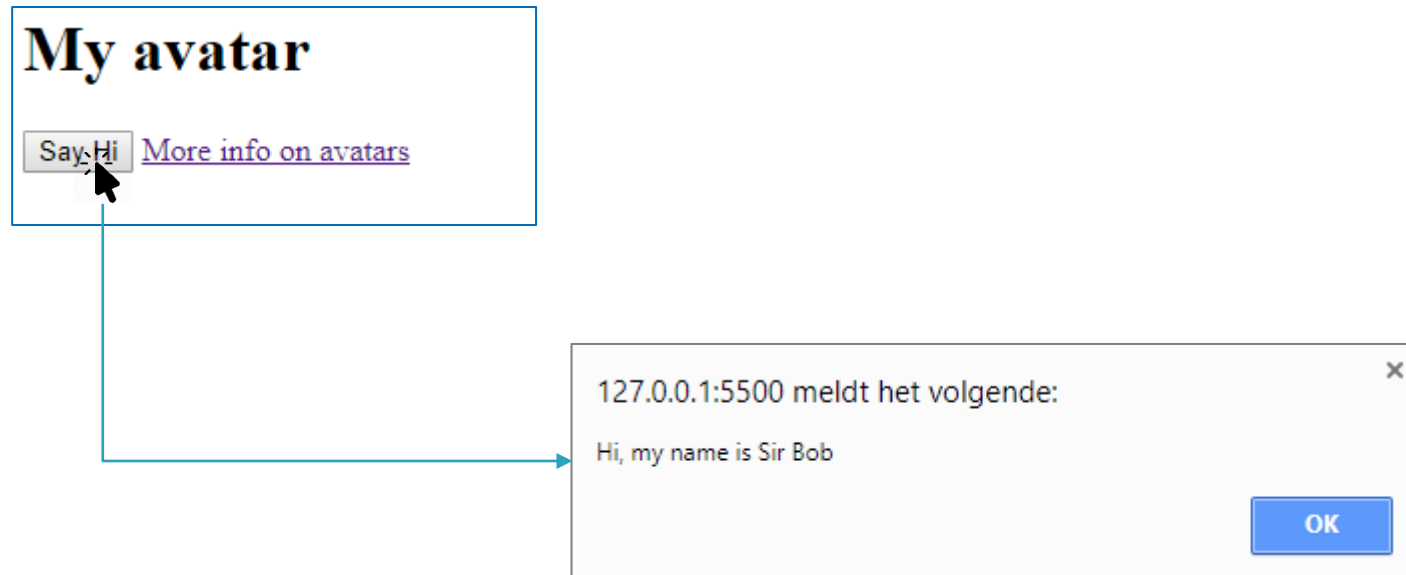 My avatar
Say Hi More info on avatars
127.0.0.1:5500 meldt het volgende:
Hi, my name is Sir Bob
OK